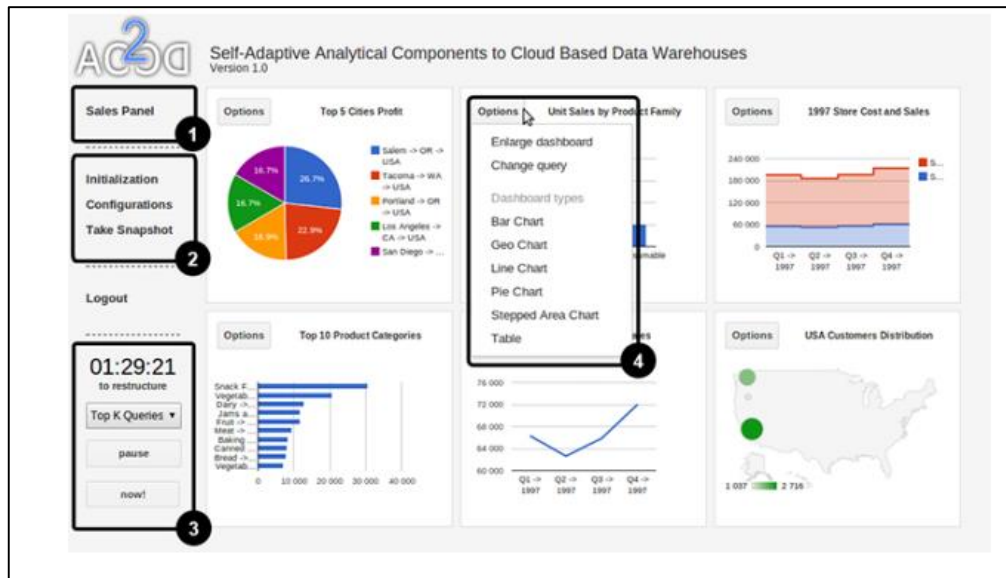 A2CDCA
Self-Adaptive Analytical Components to Cloud Based Data Warehouses
Version 1.0
Sales Panel
1
Initialization
Configurations
Take Snapshot
2
Logout
01:29:21
to restructure
Top K Queries
pause
now!
3
Options
Top 5 Cities Profit
26.7%
22.9%
16.9%
16.7%
16.7%
Salem -> OR ->
USA
Tacoma -> WA
-> USA
Portland -> OR
-> USA
Los Angeles ->
CA -> USA
San Diego -> ...
Options
Unit Sales by Product Family
Enlarge dashboard
Change query
Dashboard types
Bar Chart
Geo Chart
Line Chart
Pie Chart
Stepped Area Chart
Table
4
Options
1997 Store Cost and Sales
240 000
180 000
120 000
60 000
0
S...
S...
Q1 ->
1997
Q2 ->
1997
Q3 ->
1997
Q4 ->
1997
Options
Top 10 Product Categories
Snack F...
Vegetab...
Dairy ->...
Jams a...
Fruit -> ...
Meat -> ...
Baking ...
Canned ...
Bread ->...
Vegetab...
0
10 000
20 000
30 000
40 000
76 000
72 000
68 000
64 000
60 000
Q1 ->
1997
Q2 ->
1997
Q3 ->
1997
Q4 ->
1997
Options
USA Customers Distribution
1 037
2 716